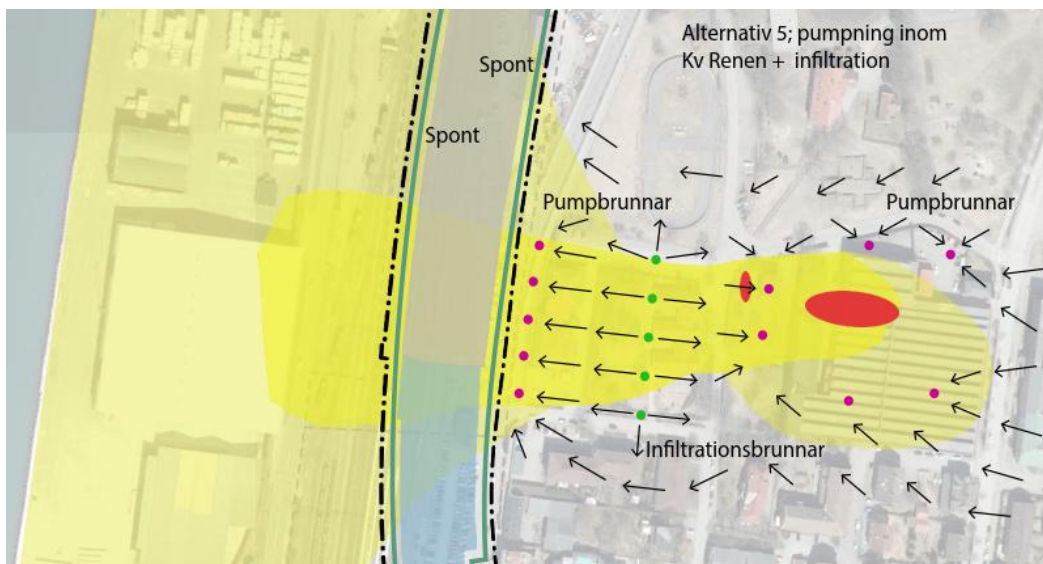 Alternativ 5; pumpning inom
Kv Renen + infiltration
Spont
Spont
Pumpbrunnar
Pumpbrunnar
Infiltrationsbrunnar